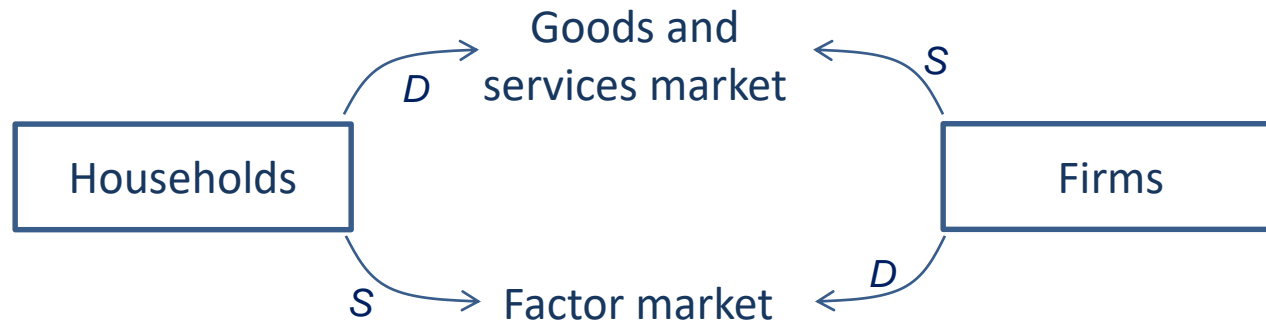 Goods and
services market
D
S
Households
Firms
S
D
Factor market